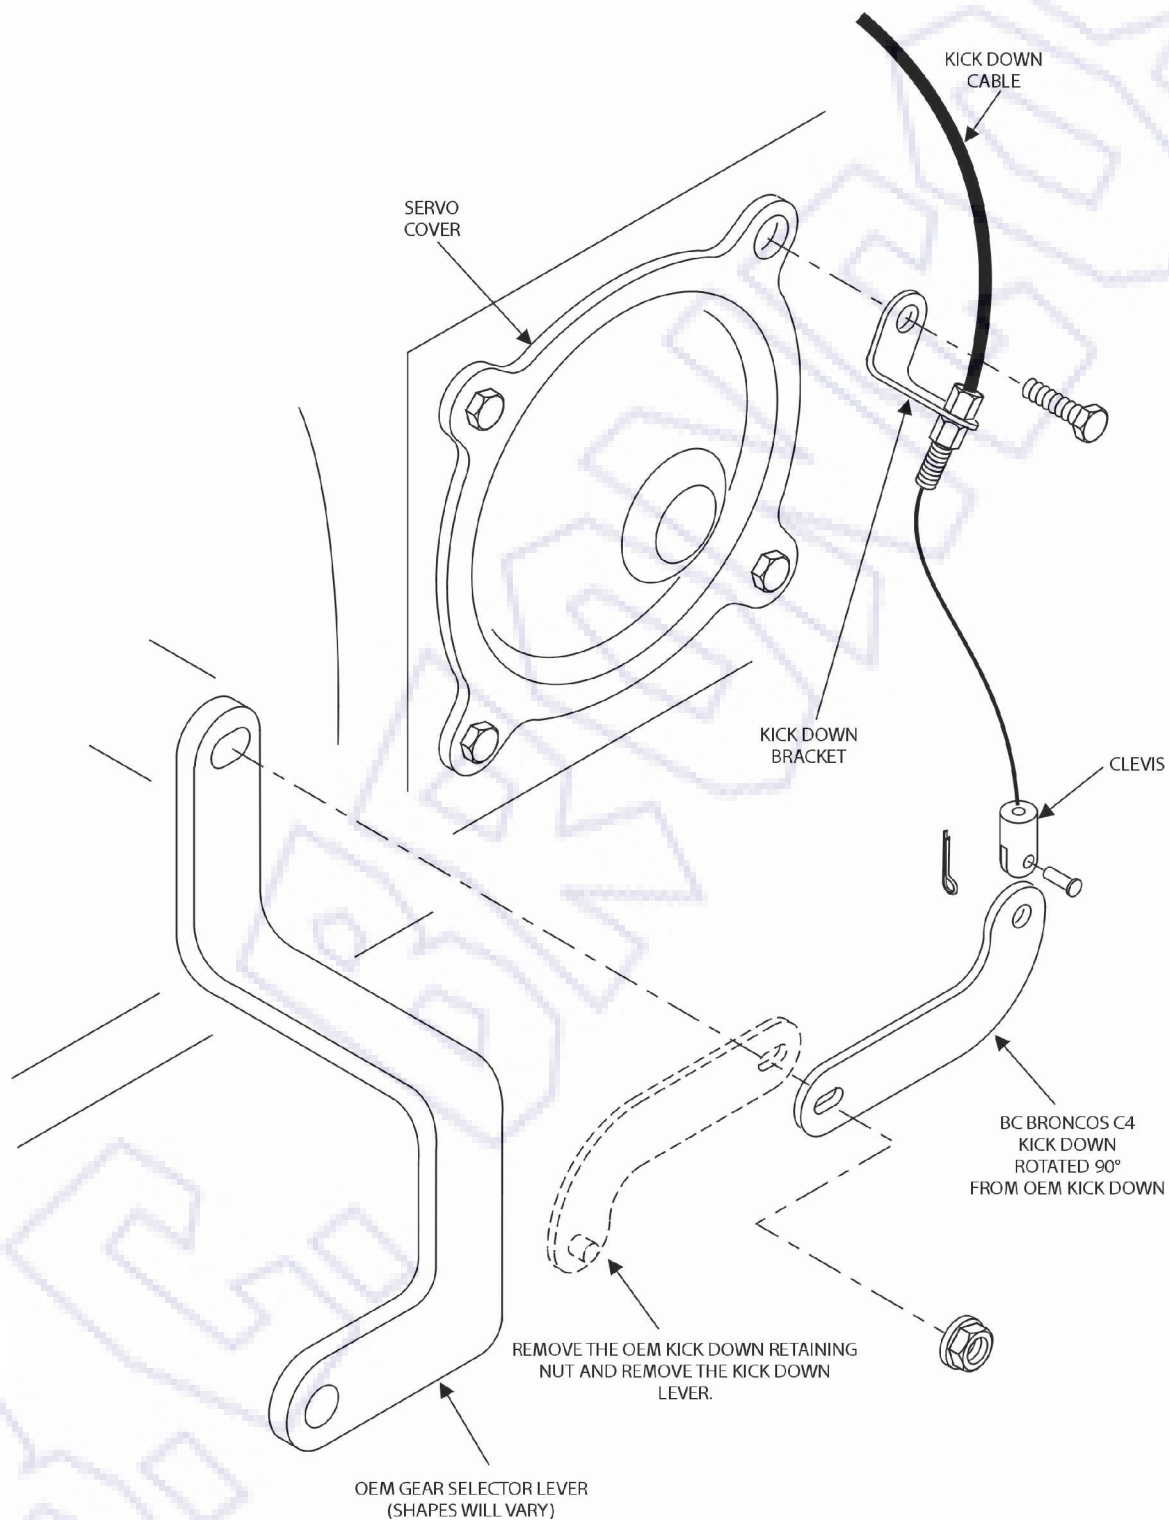 KICK DOWN
CABLE
SERVO
COVER
KICK DOWN
BRACKET
CLEVIS
BC BRONCOS C4
KICK DOWN
ROTATED 90°
FROM OEM KICK DOWN
REMOVE THE OEM KICK DOWN RETAINING
NUT AND REMOVE THE KICK DOWN
LEVER.
OEM GEAR SELECTOR LEVER
(SHAPES WILL VARY)